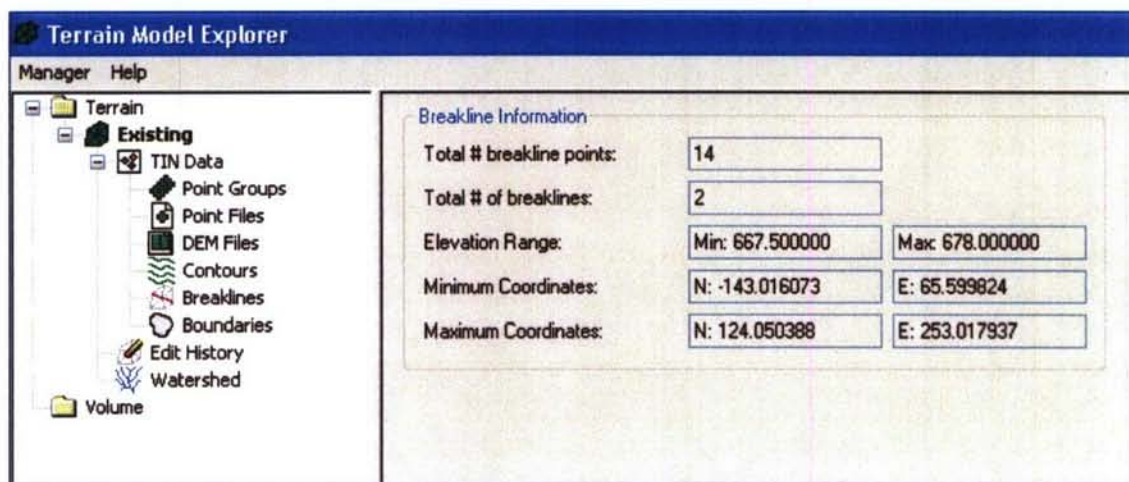 Terrain Model Explorer
Manager Help
Terrain
Existing
TIN Data
Point Groups
Point Files
DEM Files
Contours
Breaklines
Boundaries
Edit History
Watershed
Volume
Breakline Information
Total # breakline points: 14
Total # of breaklines: 2
Elevation Range: Min: 667.500000 Max: 678.000000
Minimum Coordinates: N: -143.016073 E: 65.599824
Maximum Coordinates: N: 124.050388 E: 253.017937